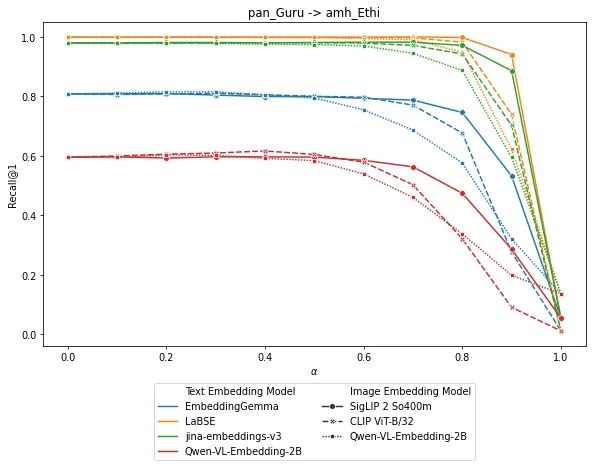 pan_Guru -> amh_Ethi
Recall@1
1.0
0.8
0.6
0.4
0.2
0.0
0.0 0.2 0.4 0.6 0.8 1.0
α
Text Embedding Model
EmbeddingGemma
LaBSE
jina-embeddings-v3
Qwen-VL-Embedding-2B
Image Embedding Model
SigLIP 2 So400m
CLIP ViT-B/32
Qwen-VL-Embedding-2B